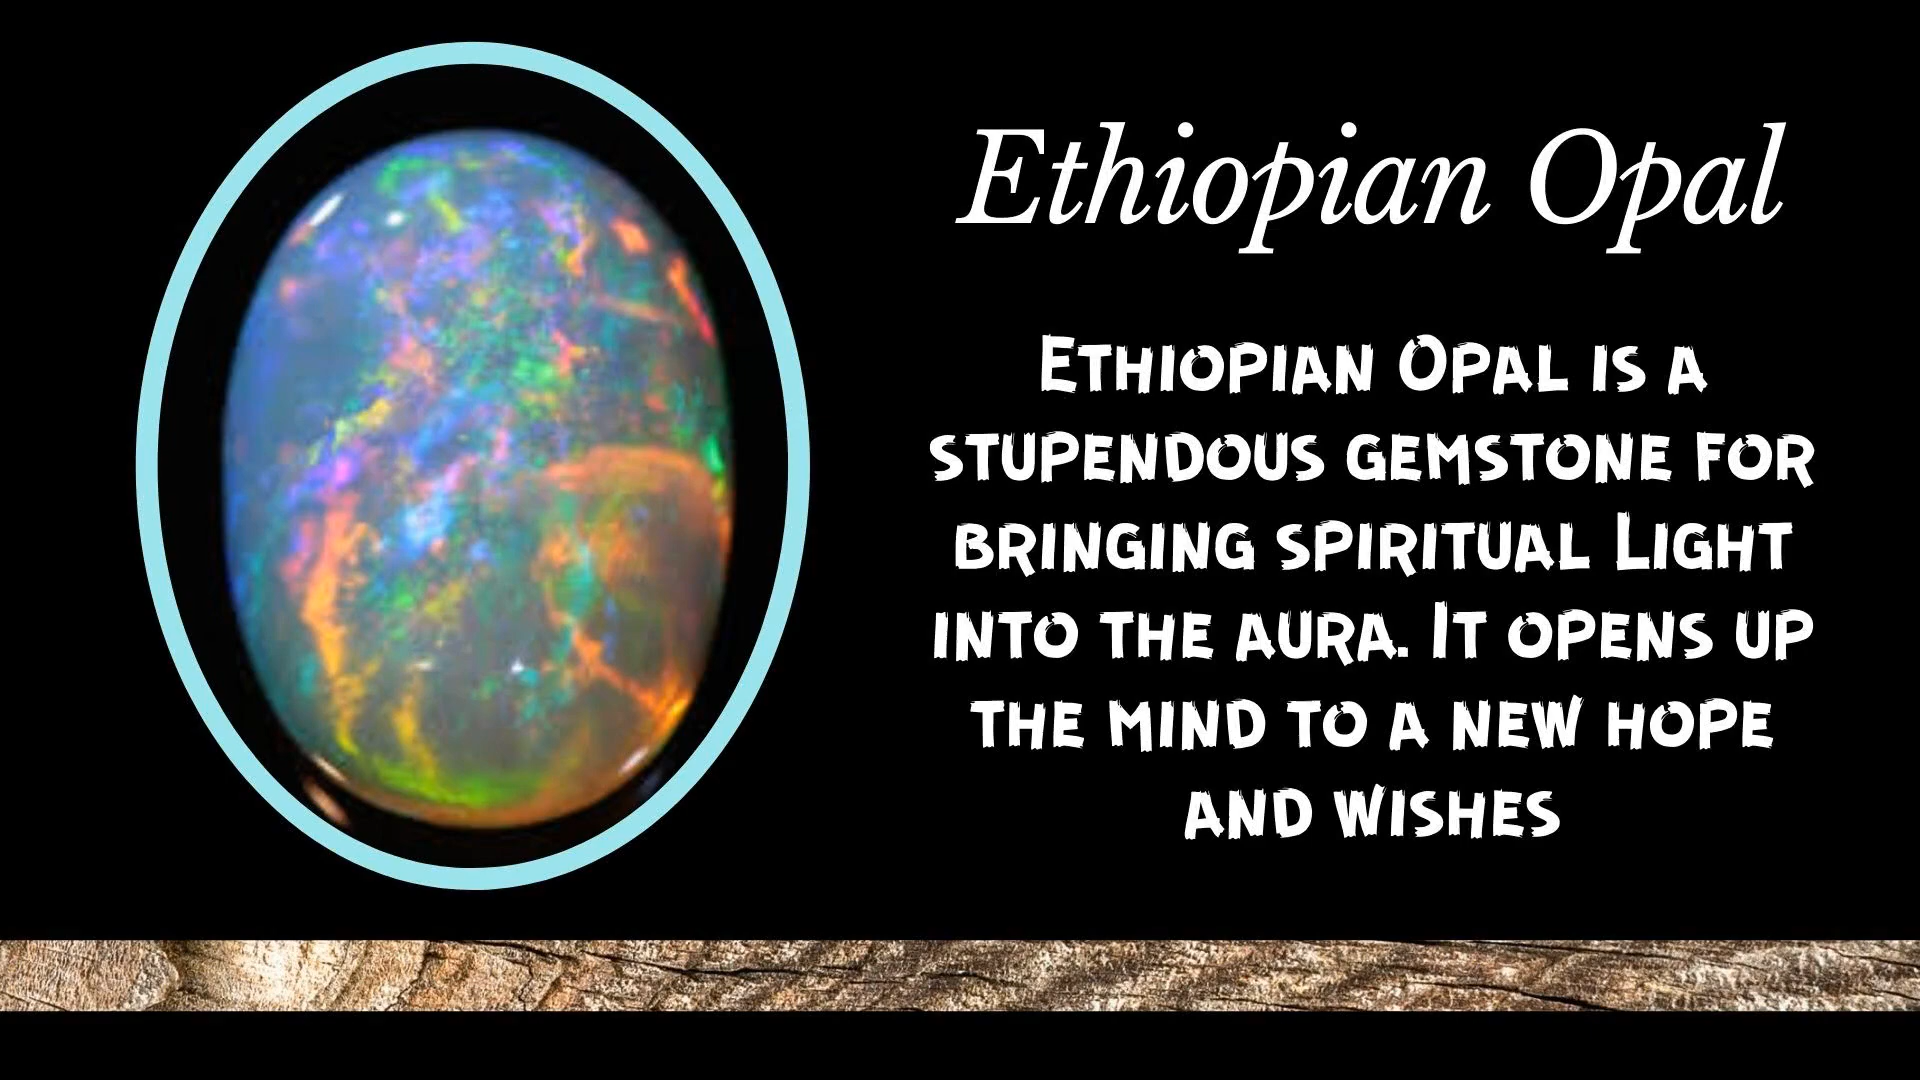 Ethiopian Opal
Ethiopian Opal is a
stupendous gemstone for
bringing spiritual Light
into the aura. It opens up
the mind to a new hope
and wishes